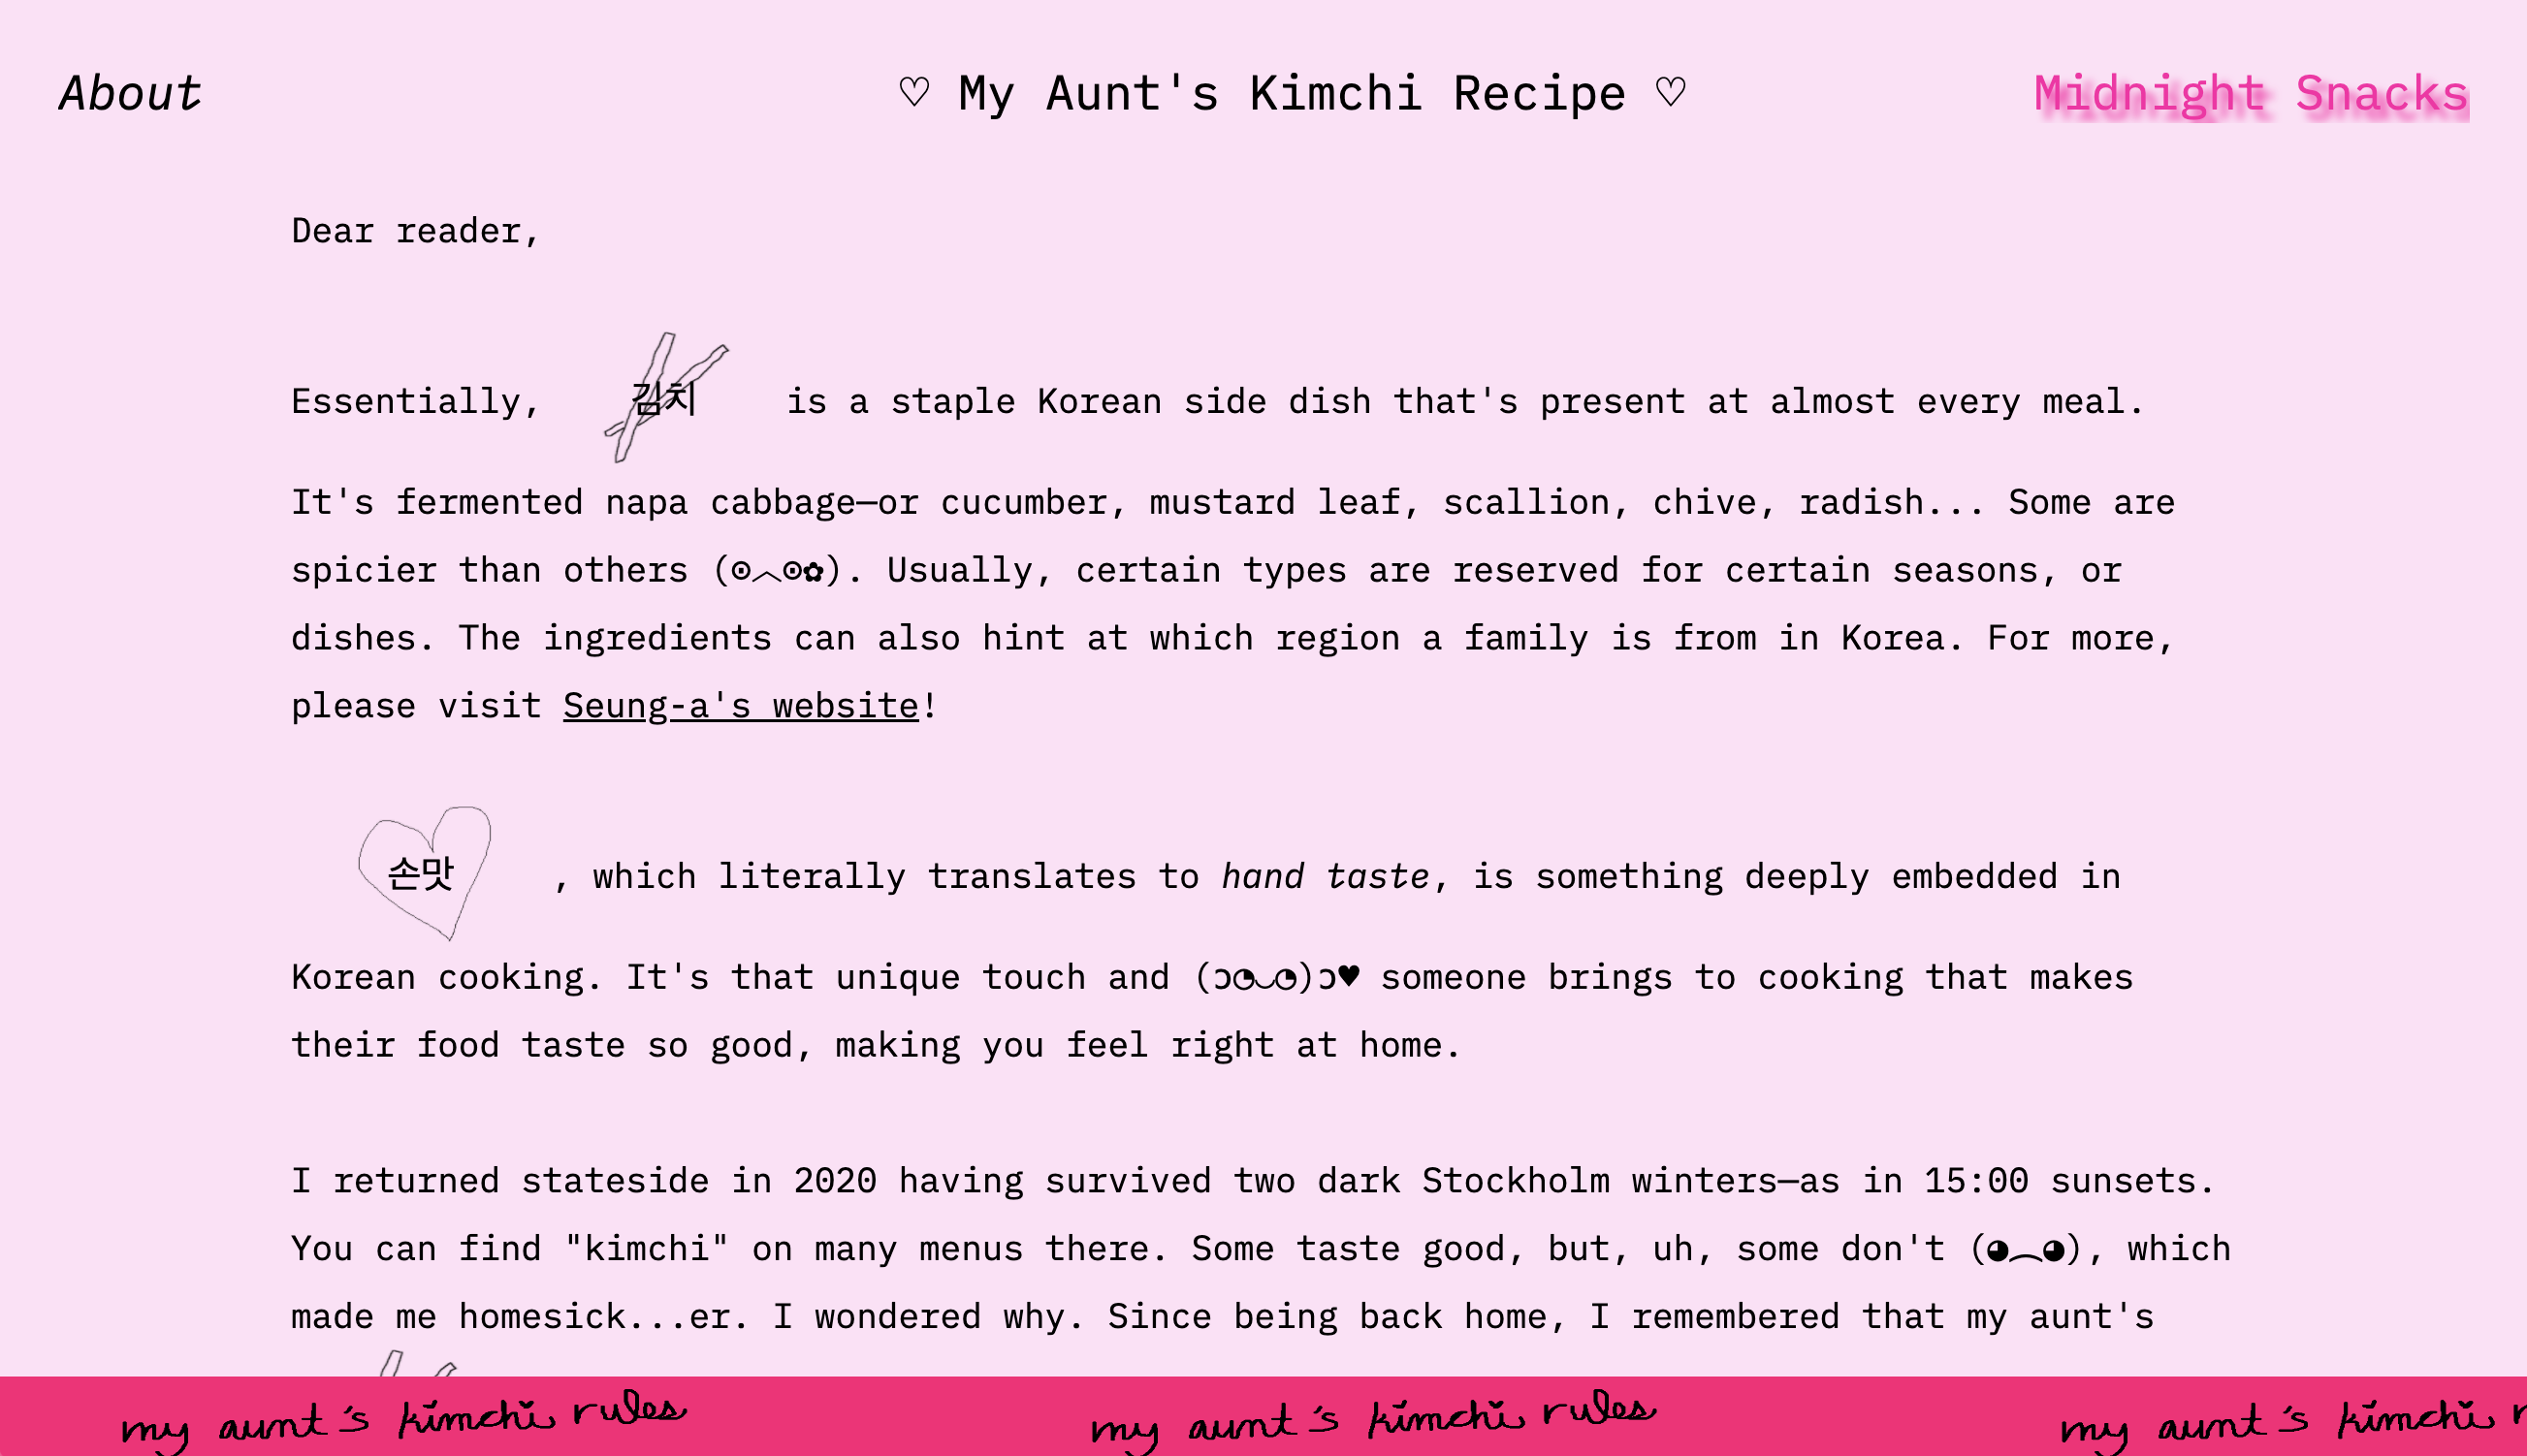 About ♡ My Aunt's Kimchi Recipe ♡ Midnight Snacks
Dear reader,
Essentially, 김치 is a staple Korean side dish that's present at almost every meal.
It's fermented napa cabbage—or cucumber, mustard leaf, scallion, chive, radish... Some are
spicier than others (⊙︿⊙✿). Usually, certain types are reserved for certain seasons, or
dishes. The ingredients can also hint at which region a family is from in Korea. For more,
please visit Seung-a's website!
손맛, which literally translates to hand taste, is something deeply embedded in
Korean cooking. It's that unique touch and (ɔ◔◡◔)ɔ♥ someone brings to cooking that makes
their food taste so good, making you feel right at home.
I returned stateside in 2020 having survived two dark Stockholm winters—as in 15:00 sunsets.
You can find "kimchi" on many menus there. Some taste good, but, uh, some don't (◕︵◕), which
made me homesick...er. I wondered why. Since being back home, I remembered that my aunt's
my aunt's kimchi rules my aunt's kimchi rules my aunt's kimchi r